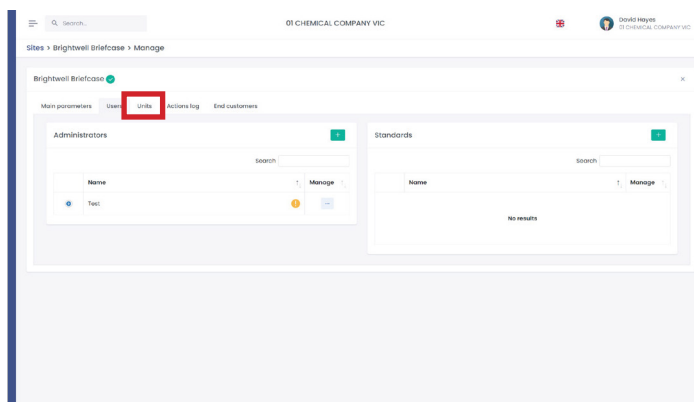 Search..
01 CHEMICAL COMPANY VIC
David Hayes
01 CHEMICAL COMPANY VIC
Sites > Brightwell Briefcase > Manage
Brightwell Briefcase
×
Main parameters Users Units Actions log End customers
Administrators
+
Search
Name Manage
Test
Standards
+
Search
Name Manage
No results